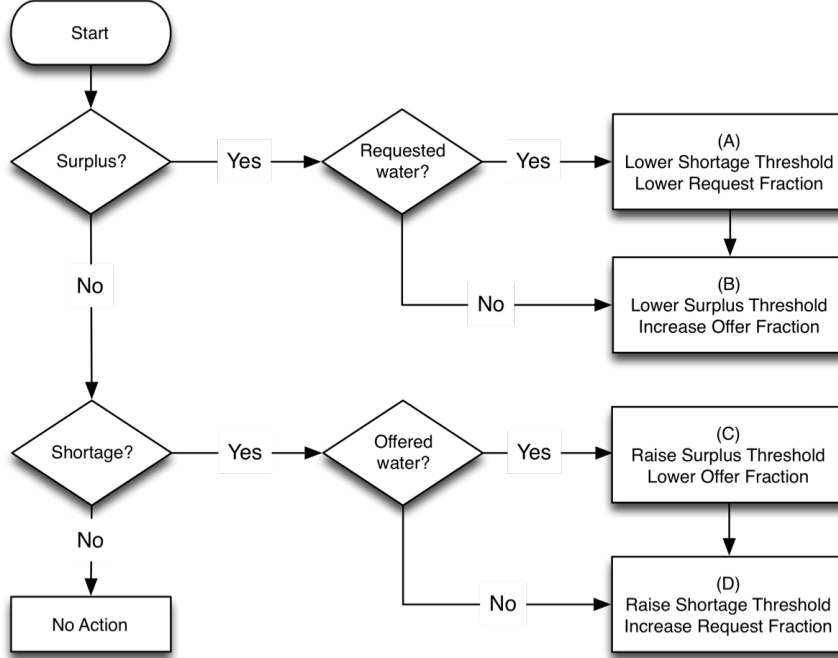 Start
Surplus?
Yes
Requested
water?
Yes
(A)
Lower Shortage Threshold
Lower Request Fraction
No
No
(B)
Lower Surplus Threshold
Increase Offer Fraction
Shortage?
Yes
Offered
water?
Yes
(C)
Raise Surplus Threshold
Lower Offer Fraction
No
No
(D)
Raise Shortage Threshold
Increase Request Fraction
No Action